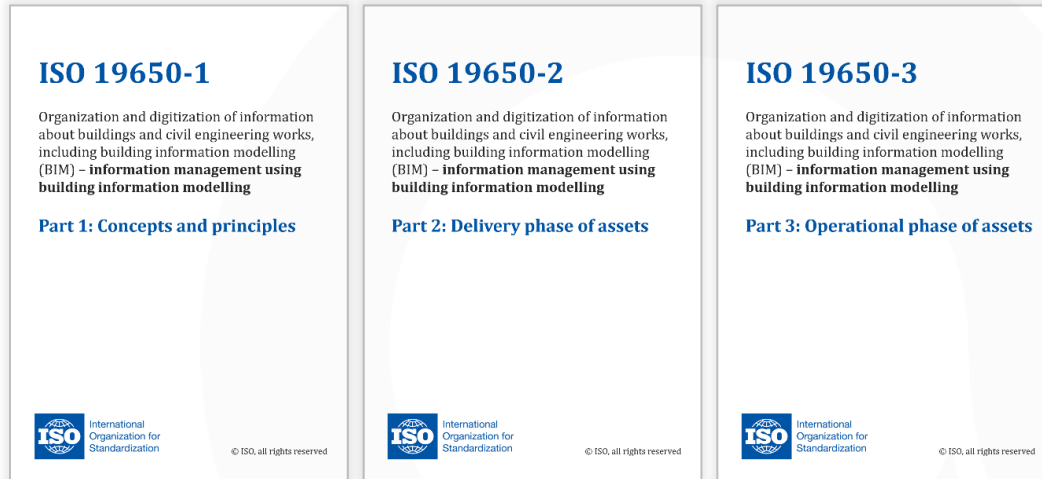 ISO 19650-1
Organization and digitization of information
about buildings and civil engineering works,
including building information modelling
(BIM) – information management using
building information modelling
Part 1: Concepts and principles
ISO
International
Organization for
Standardization
© ISO, all rights reserved
ISO 19650-2
Organization and digitization of information
about buildings and civil engineering works,
including building information modelling
(BIM) – information management using
building information modelling
Part 2: Delivery phase of assets
ISO
International
Organization for
Standardization
© ISO, all rights reserved
ISO 19650-3
Organization and digitization of information
about buildings and civil engineering works,
including building information modelling
(BIM) – information management using
building information modelling
Part 3: Operational phase of assets
ISO
International
Organization for
Standardization
© ISO, all rights reserved